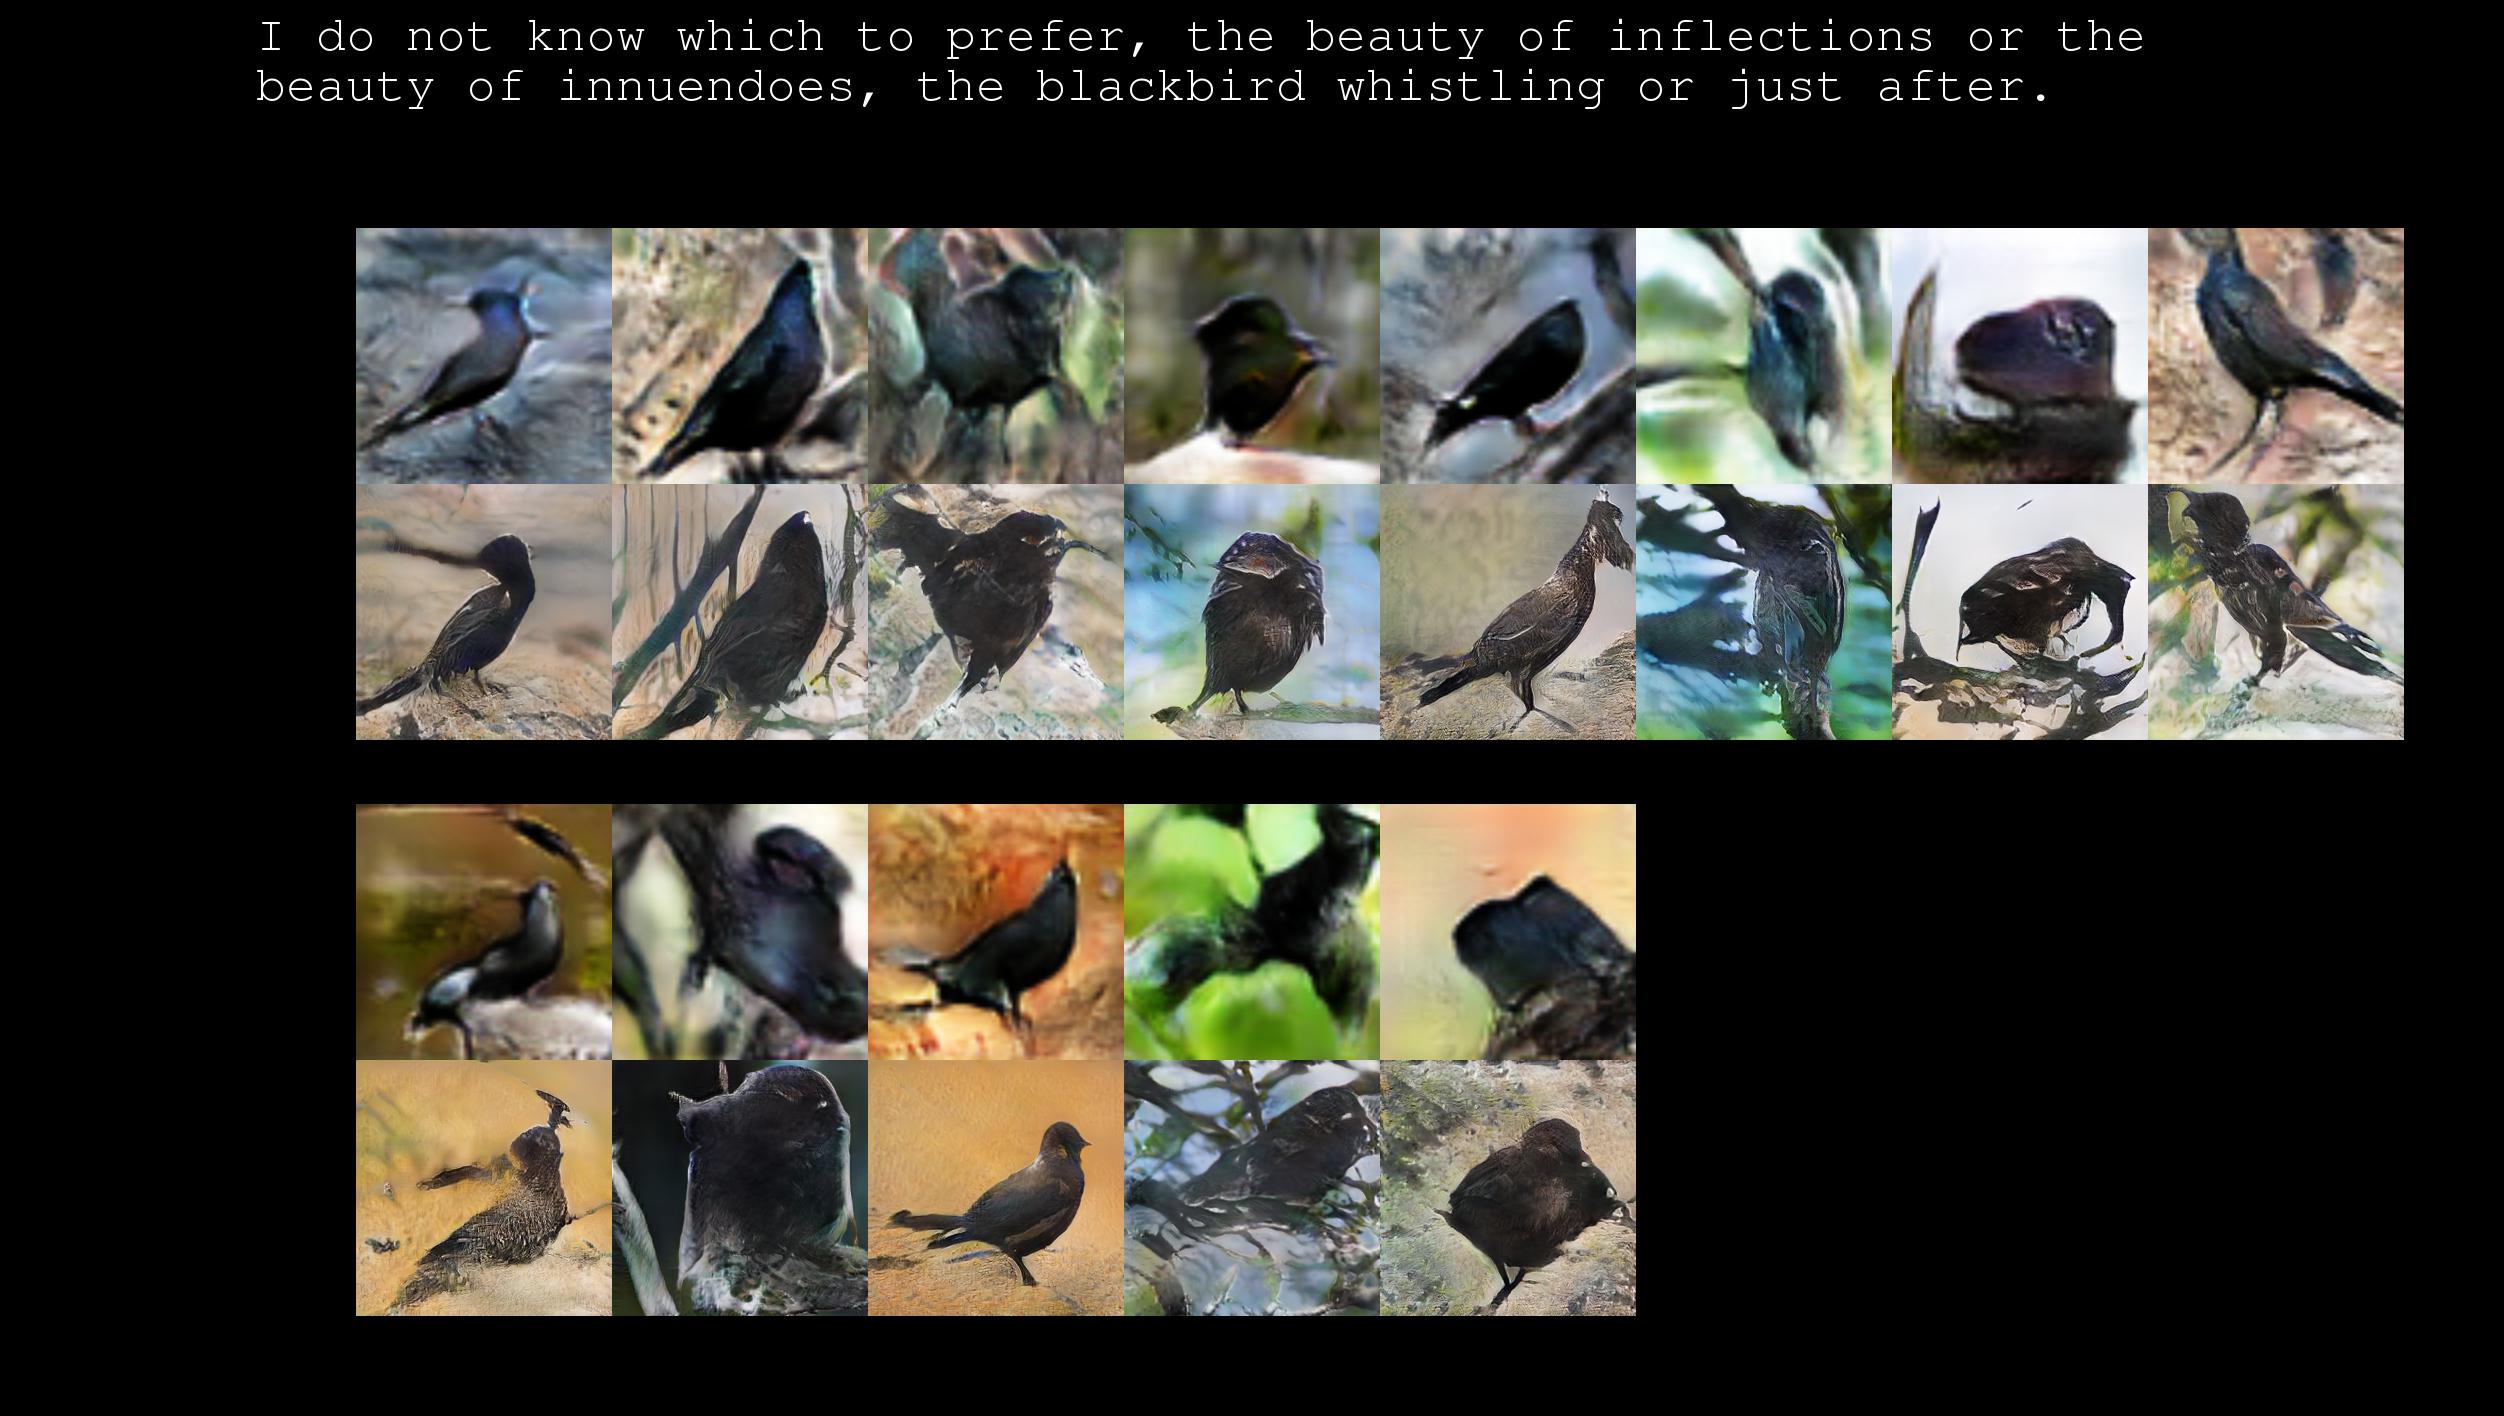 I do not know which to prefer, the beauty of inflections or the
beauty of innuendoes, the blackbird whistling or just after.